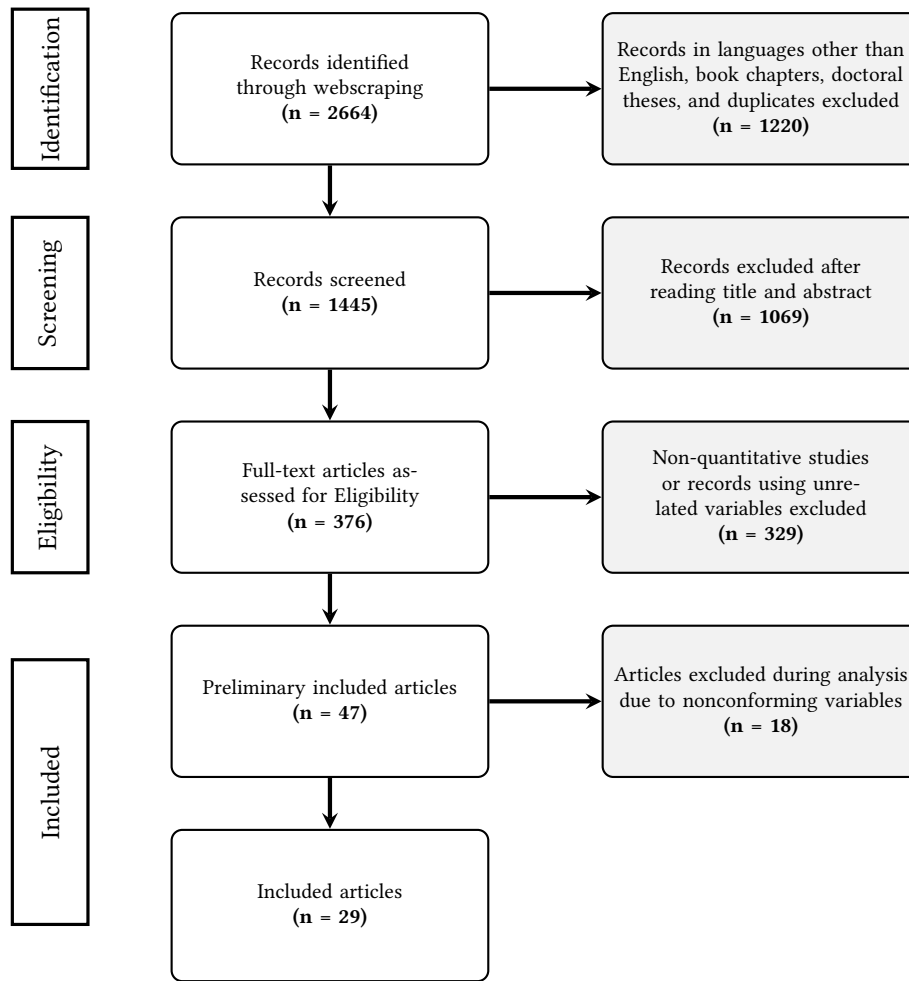 Identification
Records identified
through webscraping
(n = 2664)
Records in languages other than
English, book chapters, doctoral
theses, and duplicates excluded
(n = 1220)
Screening
Records screened
(n = 1445)
Records excluded after
reading title and abstract
(n = 1069)
Eligibility
Full-text articles as-
sessed for Eligibility
(n = 376)
Non-quantitative studies
or records using unre-
lated variables excluded
(n = 329)
Included
Preliminary included articles
(n = 47)
Articles excluded during analysis
due to nonconforming variables
(n = 18)
Included articles
(n = 29)